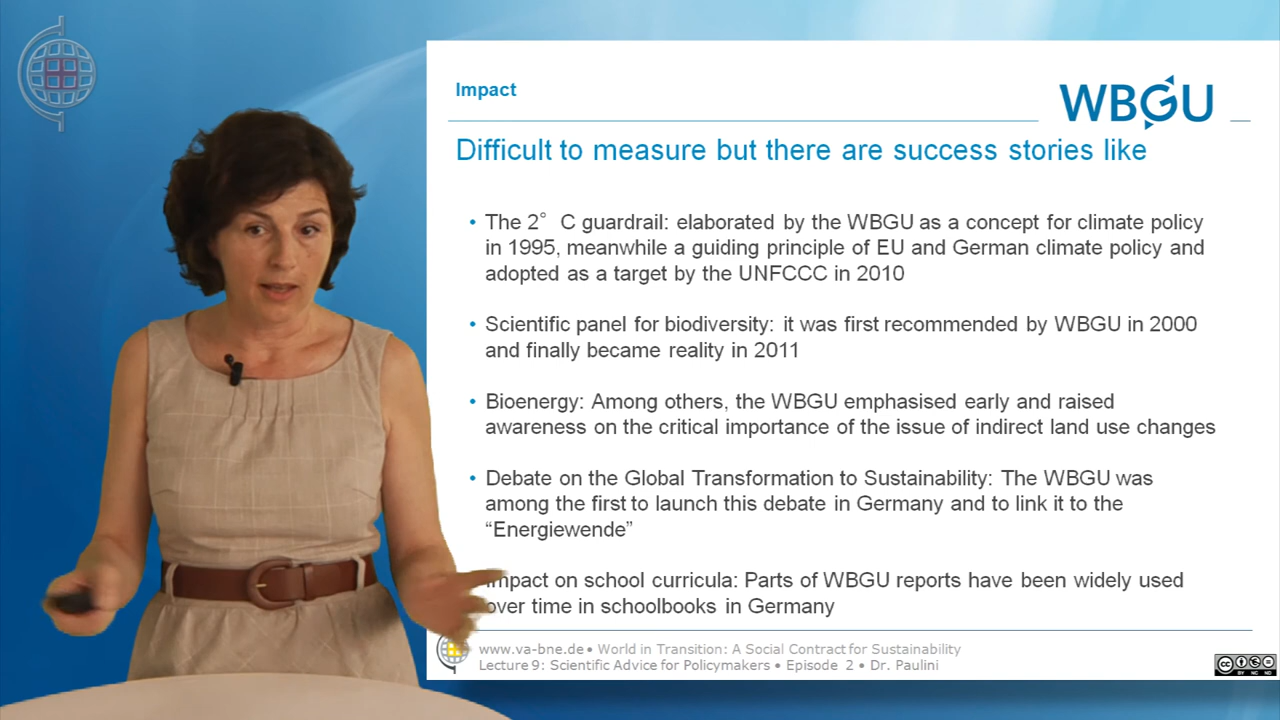 Impact
WBGU
Difficult to measure but there are success stories like
• The 2° C guardrail: elaborated by the WBGU as a concept for climate policy
in 1995, meanwhile a guiding principle of EU and German climate policy and
adopted as a target by the UNFCCC in 2010
• Scientific panel for biodiversity: it was first recommended by WBGU in 2000
and finally became reality in 2011
• Bioenergy: Among others, the WBGU emphasised early and raised
awareness on the critical importance of the issue of indirect land use changes
• Debate on the Global Transformation to Sustainability: The WBGU was
among the first to launch this debate in Germany and to link it to the
“Energiewende”
Impact on school curricula: Parts of WBGU reports have been widely used
over time in schoolbooks in Germany
www.va-bne.de • World in Transition: A Social Contract for Sustainability
Lecture 9: Scientific Advice for Policymakers • Episode 2 • Dr. Paulini
CC BY NC ND